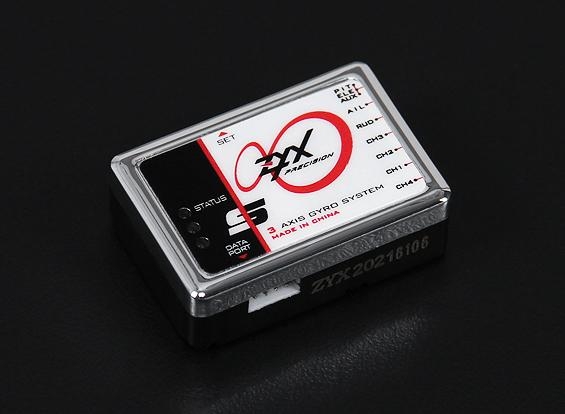 SET
ZYX
PRECISION
STATUS
S
3 AXIS GYRO SYSTEM
MADE IN CHINA
DATA
PORT
PIT
ELE
AUX
AIL
RUD
CH3
CH2
CH1
CH4
ZYX20216106